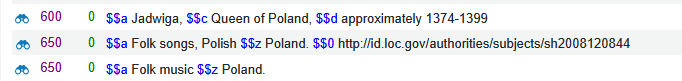 600 0 $$a Jadwiga, $$c Queen of Poland, $$d approximately 1374-1399
650 0 $$a Folk songs, Polish $$z Poland. $$0 http://id.loc.gov/authorities/subjects/sh2008120844
650 0 $$a Folk music $$z Poland.